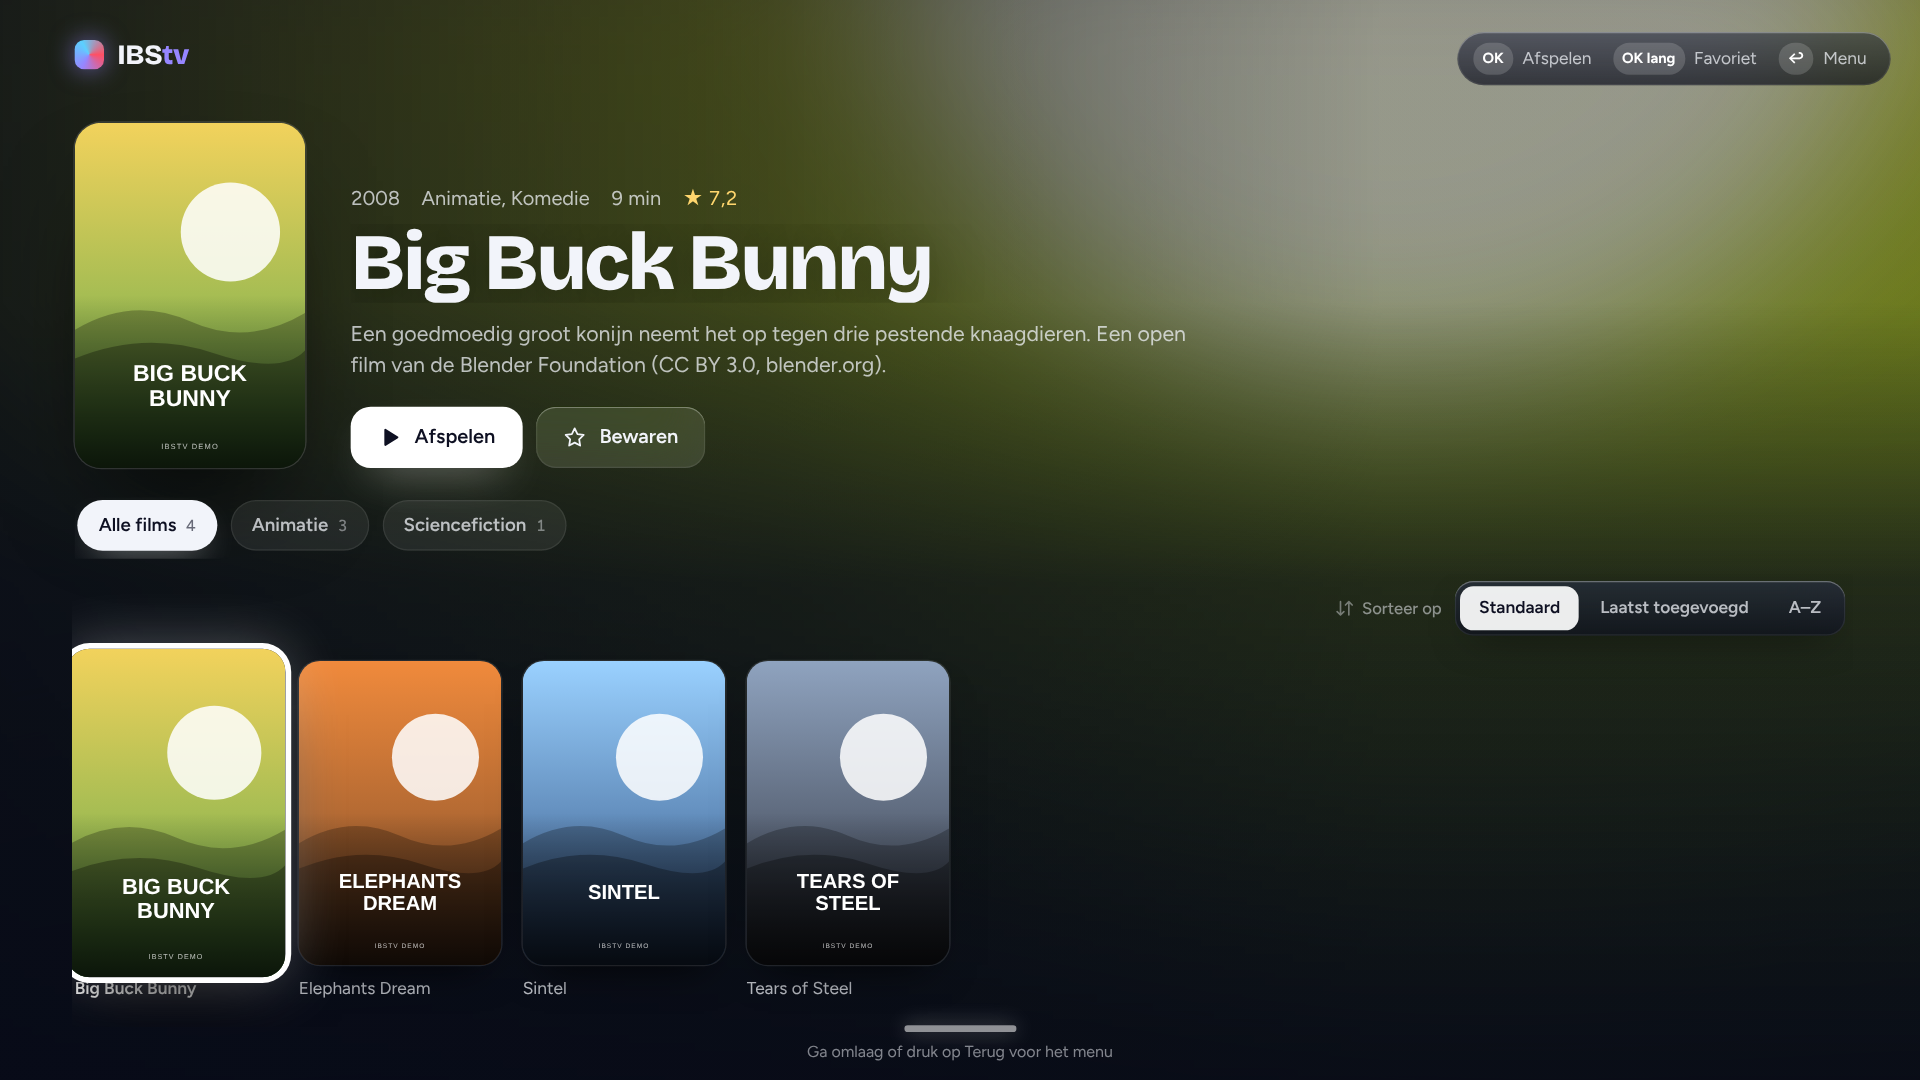 IBStv
OK Afspelen OK lang Favoriet Menu
BIG BUCK
BUNNY
IBSTV DEMO
2008 Animatie, Komedie 9 min ★ 7,2
Big Buck Bunny
Een goedmoedig groot konijn neemt het op tegen drie pestende knaagdieren. Een open
film van de Blender Foundation (CC BY 3.0, blender.org).
Afspelen Bewaren
Alle films 4 Animatie 3 Sciencefiction 1
Sorteer op Standaard Laatst toegevoegd A–Z
BIG BUCK
BUNNY
IBSTV DEMO
Big Buck Bunny
ELEPHANTS
DREAM
IBSTV DEMO
Elephants Dream
SINTEL
IBSTV DEMO
Sintel
TEARS OF
STEEL
IBSTV DEMO
Tears of Steel
Ga omlaag of druk op Terug voor het menu